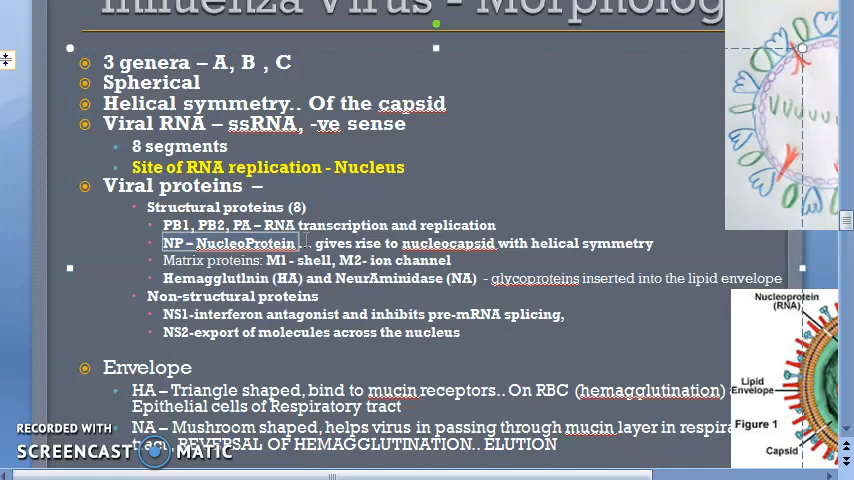 Influenza Virus - Morpholog
3 genera – A, B , C
Spherical
Helical symmetry.. Of the capsid
Viral RNA – ssRNA, -ve sense
8 segments
Site of RNA replication - Nucleus
Viral proteins –
Structural proteins (8)
PB1, PB2, PA – RNA transcription and replication
NP – NucleoProtein ... gives rise to nucleocapsid with helical symmetry
Matrix proteins: M1 - shell, M2- ion channel
Hemagglutnin (HA) and NeurAminidase (NA) - glycoproteins inserted into the lipid envelope
Non-structural proteins
NS1-interferon antagonist and inhibits pre-mRNA splicing,
NS2-export of molecules across the nucleus
Envelope
HA – Triangle shaped, bind to mucin receptors.. On RBC (hemagglutination)
Epithelial cells of Respiratory tract
NA – Mushroom shaped, helps virus in passing through mucin layer in respira
tract, REVERSAL OF HEMAGGLUTINATION.. ELUTION
Nucleoprotein
(RNA)
Lipid
Envelope
Figure 1
Capsid
RECORDED WITH
SCREENCAST MATIC